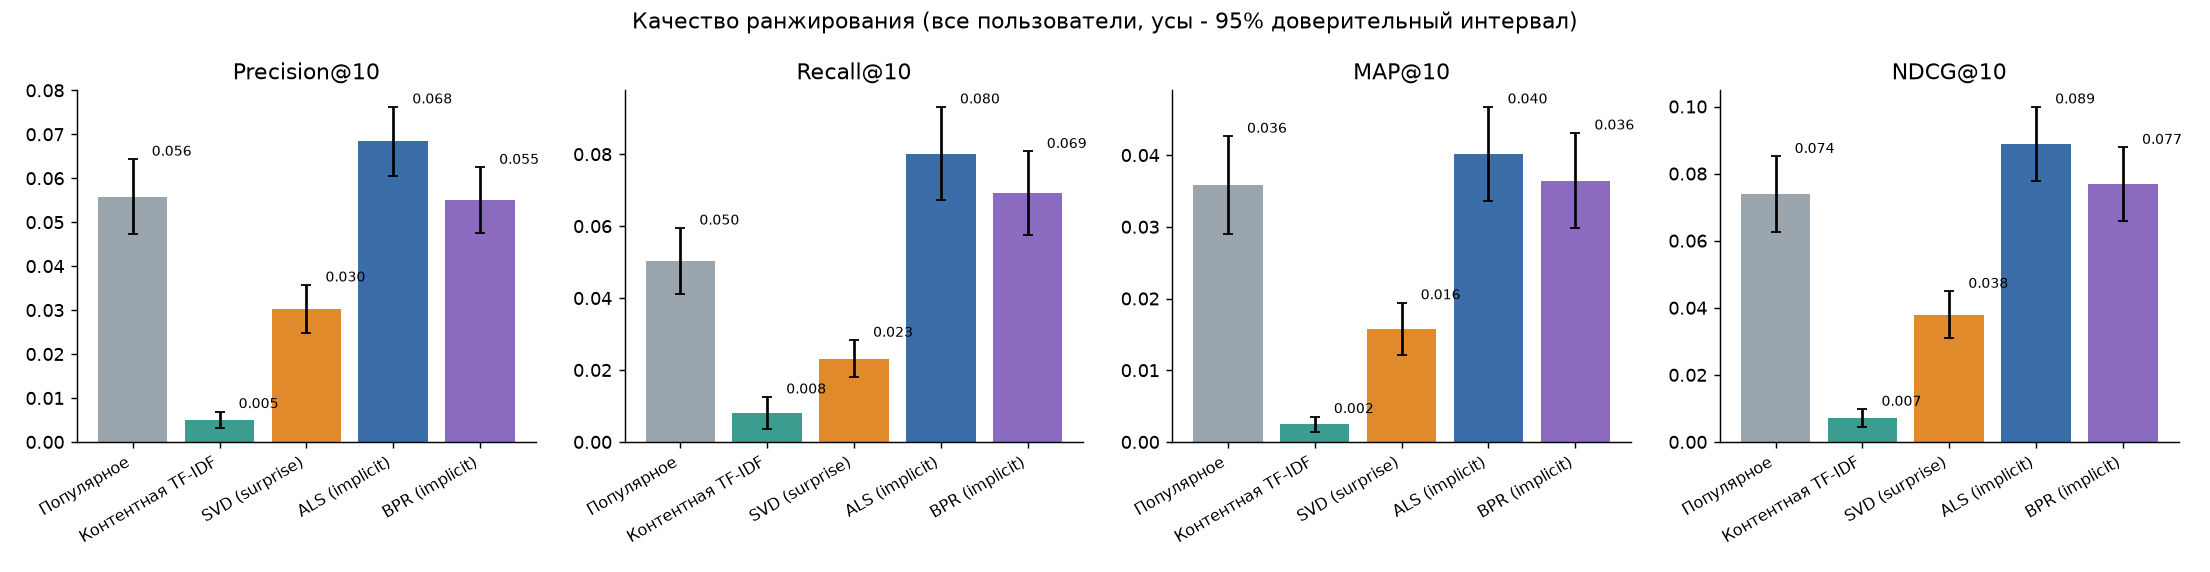 Качество ранжирования (все пользователи, усы - 95% доверительный интервал)
Precision@10
0.08
0.07
0.06
0.05
0.04
0.03
0.02
0.01
0.00
0.056
0.005
0.030
0.068
0.055
Популярное
Контентная TF-IDF
SVD (surprise)
ALS (implicit)
BPR (implicit)
Recall@10
0.08
0.06
0.04
0.02
0.00
0.050
0.008
0.023
0.080
0.069
Популярное
Контентная TF-IDF
SVD (surprise)
ALS (implicit)
BPR (implicit)
MAP@10
0.04
0.03
0.02
0.01
0.00
0.036
0.002
0.016
0.040
0.036
Популярное
Контентная TF-IDF
SVD (surprise)
ALS (implicit)
BPR (implicit)
NDCG@10
0.10
0.08
0.06
0.04
0.02
0.00
0.074
0.007
0.038
0.089
0.077
Популярное
Контентная TF-IDF
SVD (surprise)
ALS (implicit)
BPR (implicit)